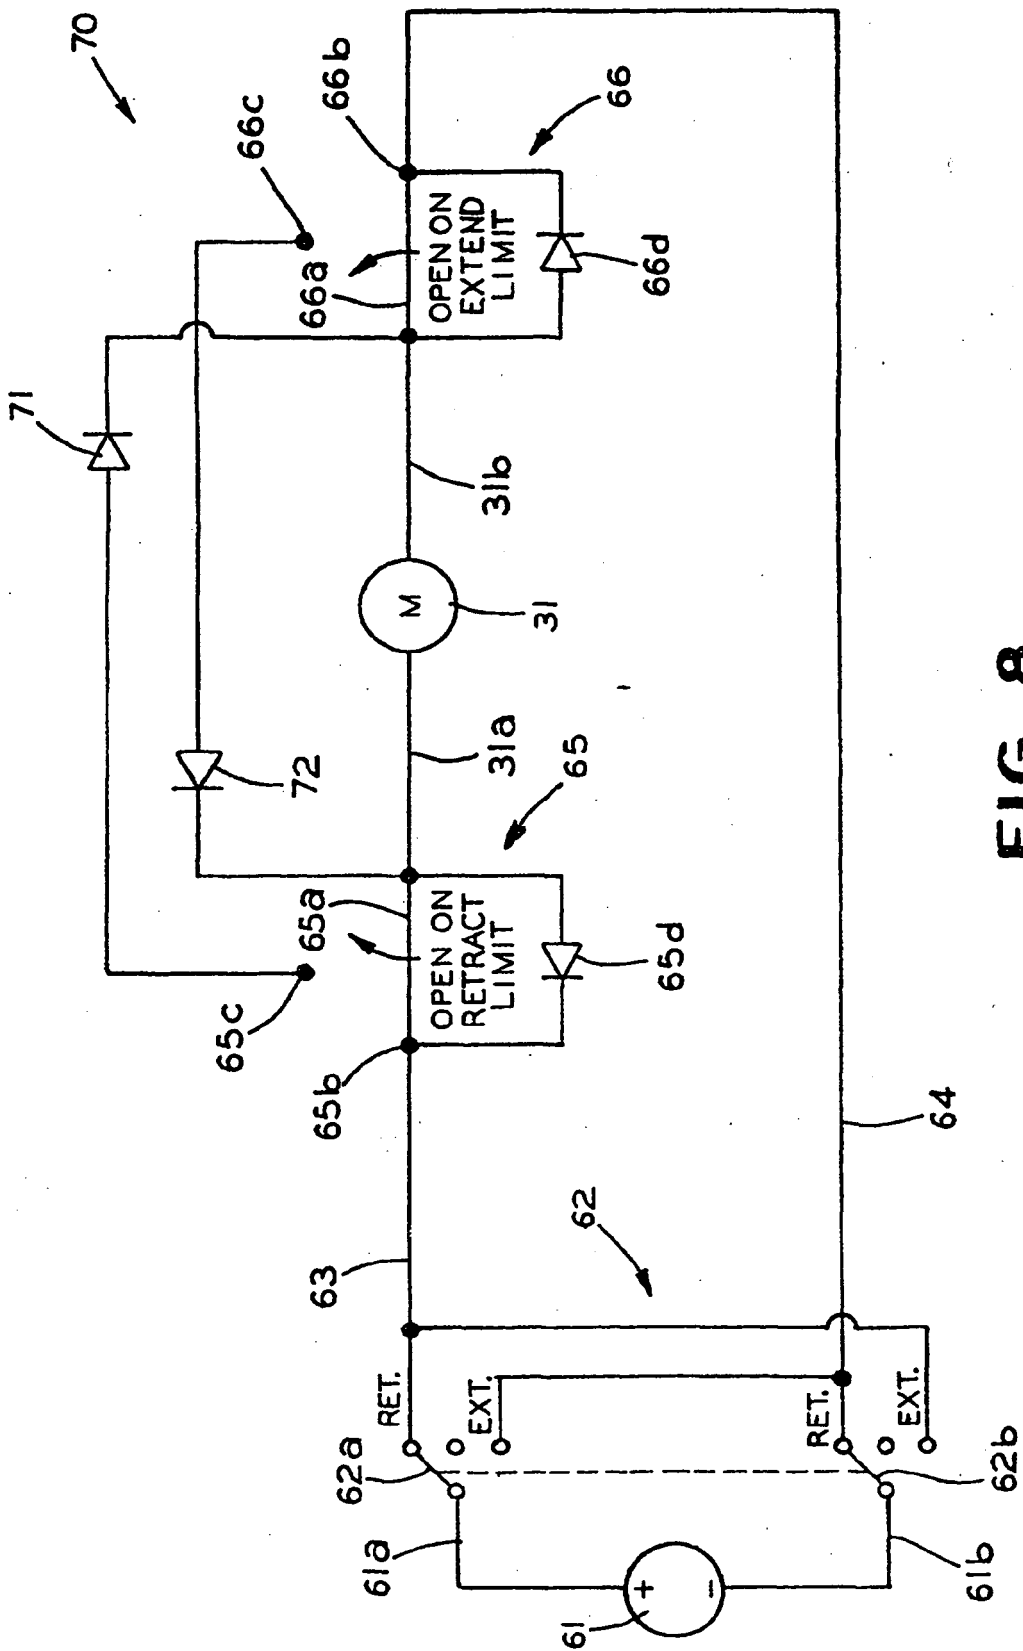 70
71
66c
66b
66a
OPEN ON
EXTEND
LIMIT
66
66d
31b
M
31
31a
72
65
65a
OPEN ON
RETRACT
LIMIT
65c
65d
65b
63
62
64
RET.
EXT.
RET.
EXT.
62a
62b
61a
+
-
61b
61
FIG. 8